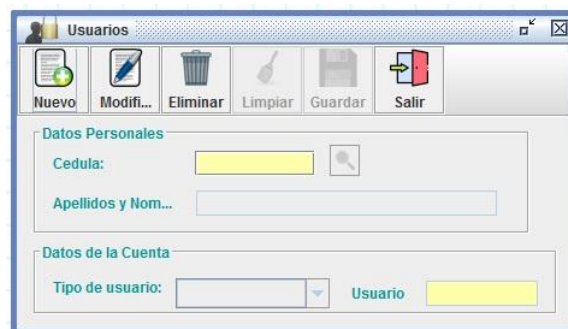 Usuarios
Nuevo Modifi... Eliminar Limpiar Guardar Salir
Datos Personales
Cedula:
Apellidos y Nom...
Datos de la Cuenta
Tipo de usuario: Usuario